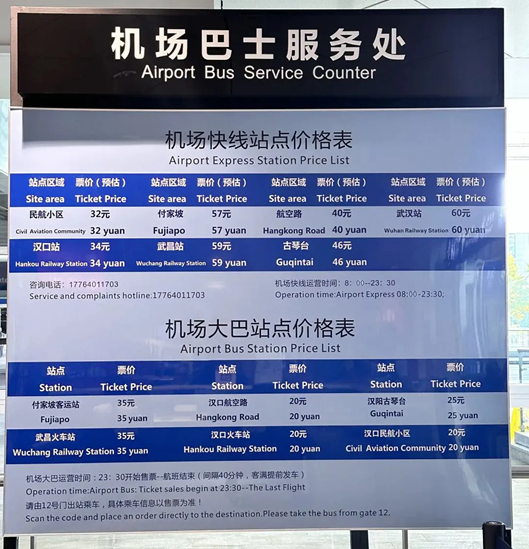 机场巴士服务处
Airport Bus Service Counter
机场快线站点价格表
Airport Express Station Price List
站点区域 票价（预估） 站点区域 票价（预估） 站点区域 票价（预估） 站点区域 票价（预估）
Site area Ticket Price Site area Ticket Price Site area Ticket Price Site area Ticket Price
民航小区 32元 付家坡 57元 航空路 40元 武汉站 60元
Civil Aviation Community 32 yuan Fujiapo 57 yuan Hangkong Road 40 yuan Wuhan Railway Station 60 yuan
汉口站 34元 武昌站 59元 古琴台 46元
Hankou Railway Station 34 yuan Wuchang Railway Station 59 yuan Guqintai 46 yuan
咨询电话：17764011703 机场快线运营时间：8：00--23：30
Service and complaints hotline:17764011703 Operation time:Airport Express 08:00-23:30;
机场大巴站点价格表
Airport Bus Station Price List
站点 票价 站点 票价 站点 票价
Station Ticket Price Station Ticket Price Station Ticket Price
付家坡客运站 35元 汉口航空路 20元 汉阳古琴台 25元
Fujiapo 35 yuan Hangkong Road 20 yuan Guqintai 25 yuan
武昌火车站 35元 汉口火车站 20元 汉口民航小区 20元
Wuchang Railway Station 35 yuan Hankou Railway Station 20 yuan Civil Aviation Community 20 yuan
机场大巴运营时间：23：30开始售票--航班结束（间隔40分钟，客满提前发车）
Operation time:Airport Bus: Ticket sales begin at 23:30--The Last Flight
请由12号门出站乘车，具体乘车信息以售票为准！
Scan the code and place an order directly to the destination.Please take the bus from gate 12.